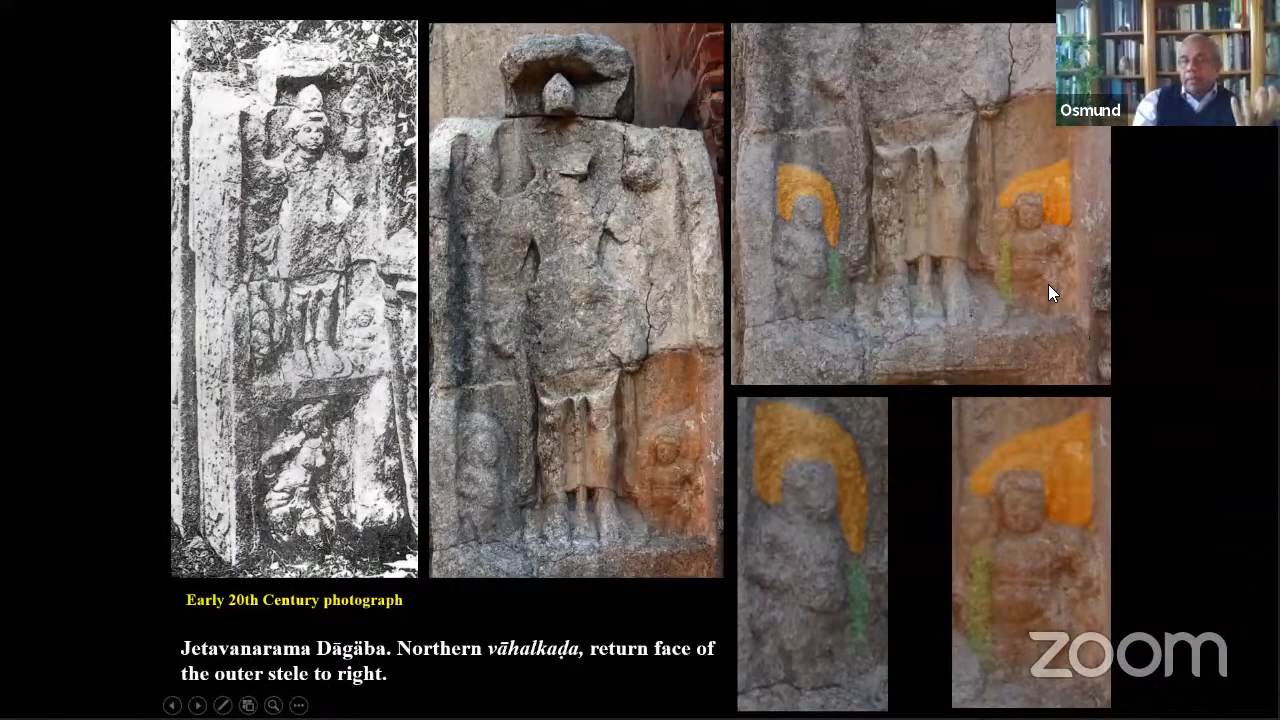 Osmund
Early 20th Century photograph
Jetavanarama Dāgäba. Northern vāhalkaḍa, return face of
the outer stele to right.
zoom